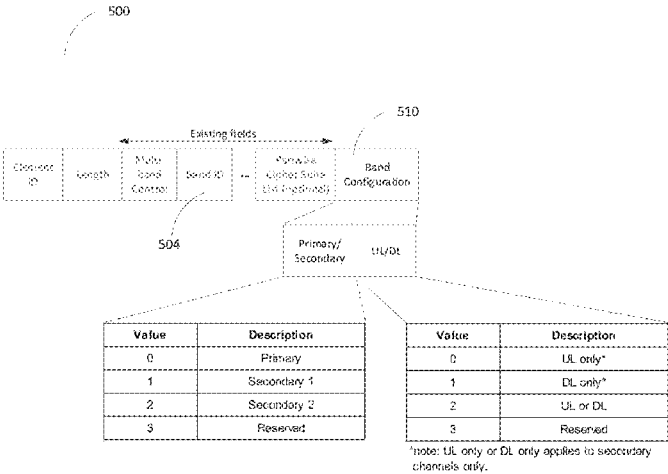 500
510
Existing fields
Element ID
Length
Multi-band Control
Band ID
...
Pairwise Cipher Suite List (optional)
Band Configuration
504
Primary/ Secondary
UL/DL
Value Description
0 Primary
1 Secondary 1
2 Secondary 2
3 Reserved
Value Description
0 UL only*
1 DL only*
2 UL or DL
3 Reserved
*note: UL only or DL only applies to secondary
channels only.